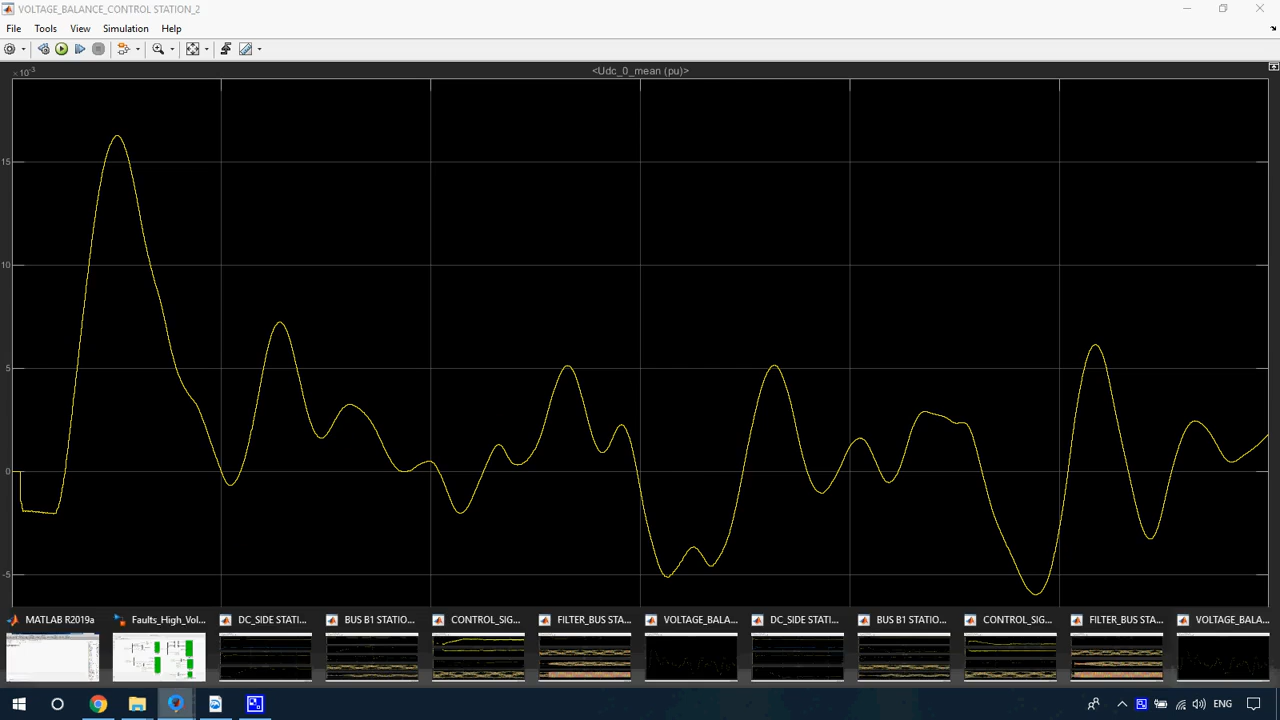 VOLTAGE_BALANCE_CONTROL STATION_2
File Tools View Simulation Help
×10^-3
<Udc_0_mean (pu)>
15
10
5
0
-5
MATLAB R2019a
Faults_High_Vol...
DC_SIDE STATI...
BUS B1 STATIO...
CONTROL_SIG...
FILTER_BUS STA...
VOLTAGE_BALA...
DC_SIDE STATI...
BUS B1 STATIO...
CONTROL_SIG...
FILTER_BUS STA...
VOLTAGE_BALA...
ENG